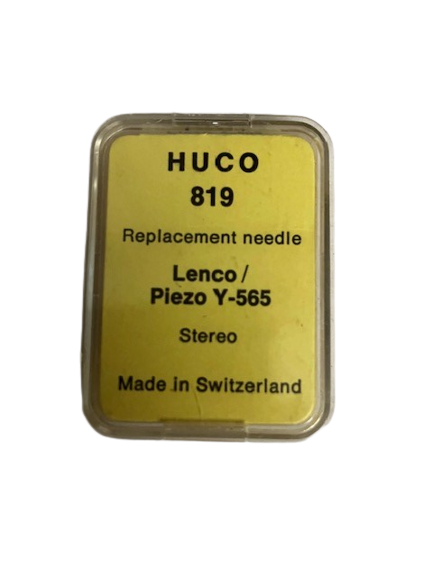 HUCO
819
Replacement needle
Lenco /
Piezo Y-565
Stereo
Made in Switzerland